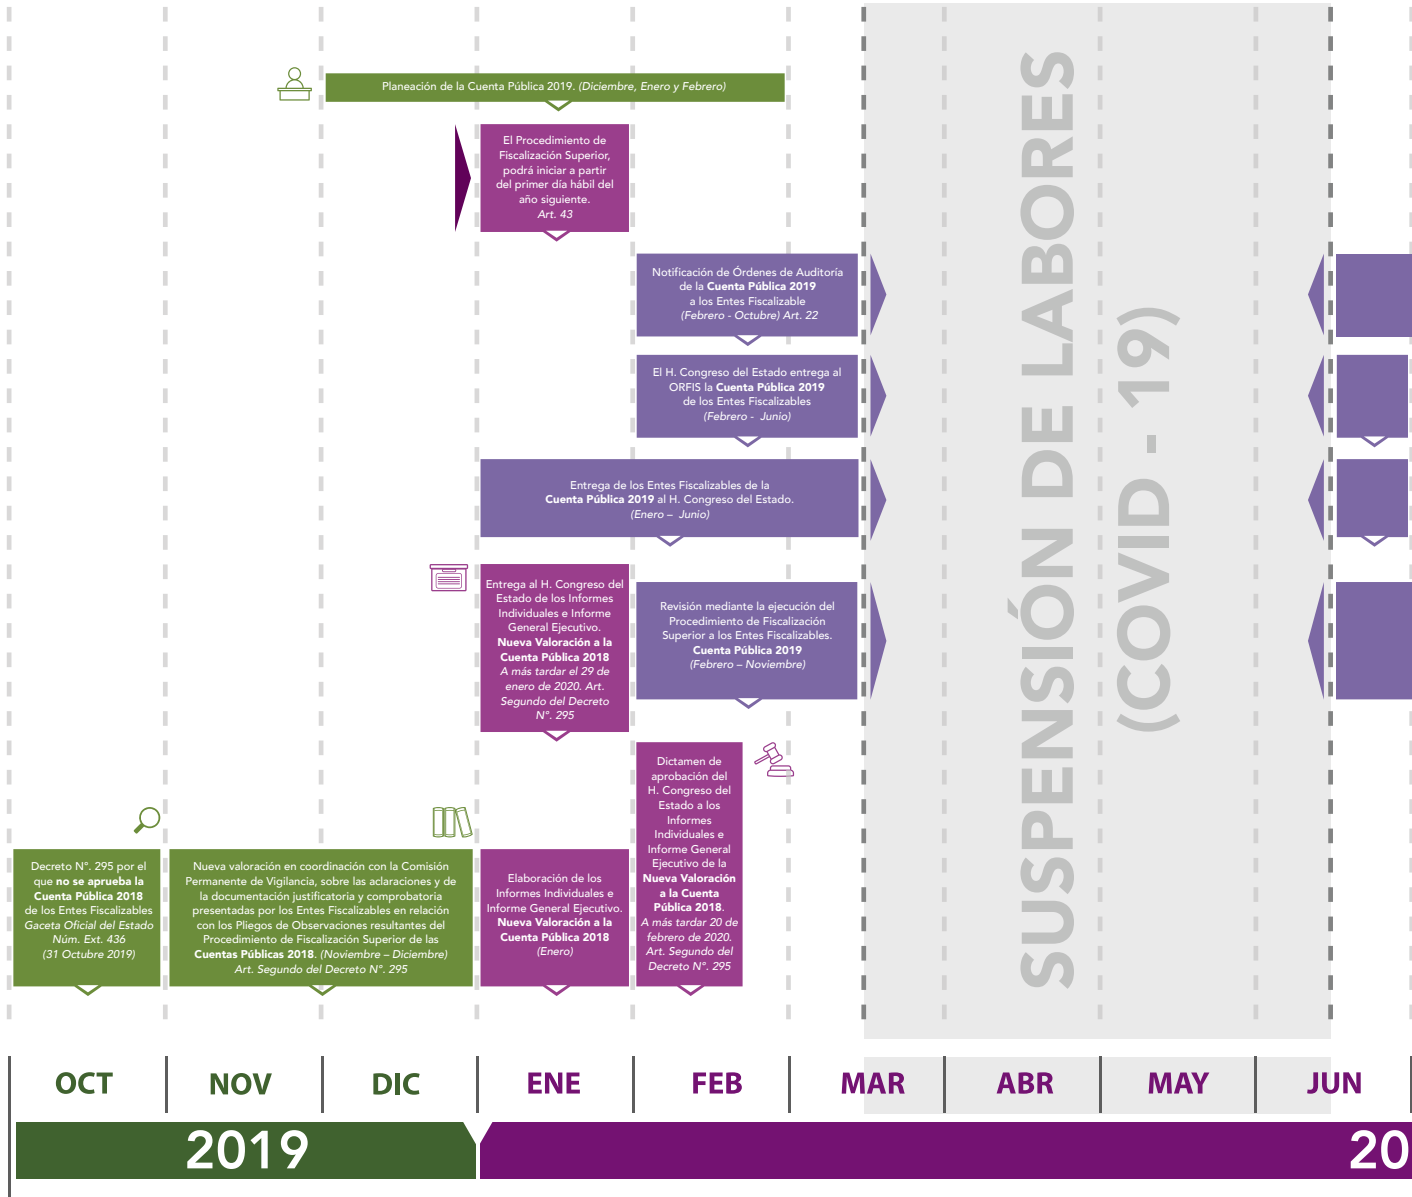 Planeación de la Cuenta Pública 2019. (Diciembre, Enero y Febrero)
El Procedimiento de
Fiscalización Superior,
podrá iniciar a partir
del primer día hábil del
año siguiente.
Art. 43
Notificación de Órdenes de Auditoría
de la Cuenta Pública 2019
a los Entes Fiscalizable
(Febrero - Octubre) Art. 22
El H. Congreso del Estado entrega al
ORFIS la Cuenta Pública 2019
de los Entes Fiscalizables
(Febrero - Junio)
Entrega de los Entes Fiscalizables de la
Cuenta Pública 2019 al H. Congreso del Estado.
(Enero – Junio)
Entrega al H. Congreso del
Estado de los Informes
Individuales e Informe
General Ejecutivo.
Nueva Valoración a la
Cuenta Pública 2018
A más tardar el 29 de
enero de 2020. Art.
Segundo del Decreto
N°. 295
Revisión mediante la ejecución del
Procedimiento de Fiscalización
Superior a los Entes Fiscalizables.
Cuenta Pública 2019
(Febrero – Noviembre)
Dictamen de
aprobación del
H. Congreso del
Estado a los
Informes
Individuales e
Informe General
Ejecutivo de la
Nueva Valoración
a la Cuenta
Pública 2018.
A más tardar 20 de
febrero de 2020.
Art. Segundo del
Decreto N°. 295
Decreto N°. 295 por el
que no se aprueba la
Cuenta Pública 2018
de los Entes Fiscalizables
Gaceta Oficial del Estado
Núm. Ext. 436
(31 Octubre 2019)
Nueva valoración en coordinación con la Comisión
Permanente de Vigilancia, sobre las aclaraciones y de
la documentación justificatoria y comprobatoria
presentadas por los Entes Fiscalizables en relación
con los Pliegos de Observaciones resultantes del
Procedimiento de Fiscalización Superior de las
Cuentas Públicas 2018. (Noviembre – Diciembre)
Art. Segundo del Decreto N°. 295
Elaboración de los
Informes Individuales e
Informe General Ejecutivo.
Nueva Valoración a la
Cuenta Pública 2018
(Enero)
SUSPENSIÓN DE LABORES
(COVID - 19)
OCT
NOV
DIC
ENE
FEB
MAR
ABR
MAY
JUN
2019
20